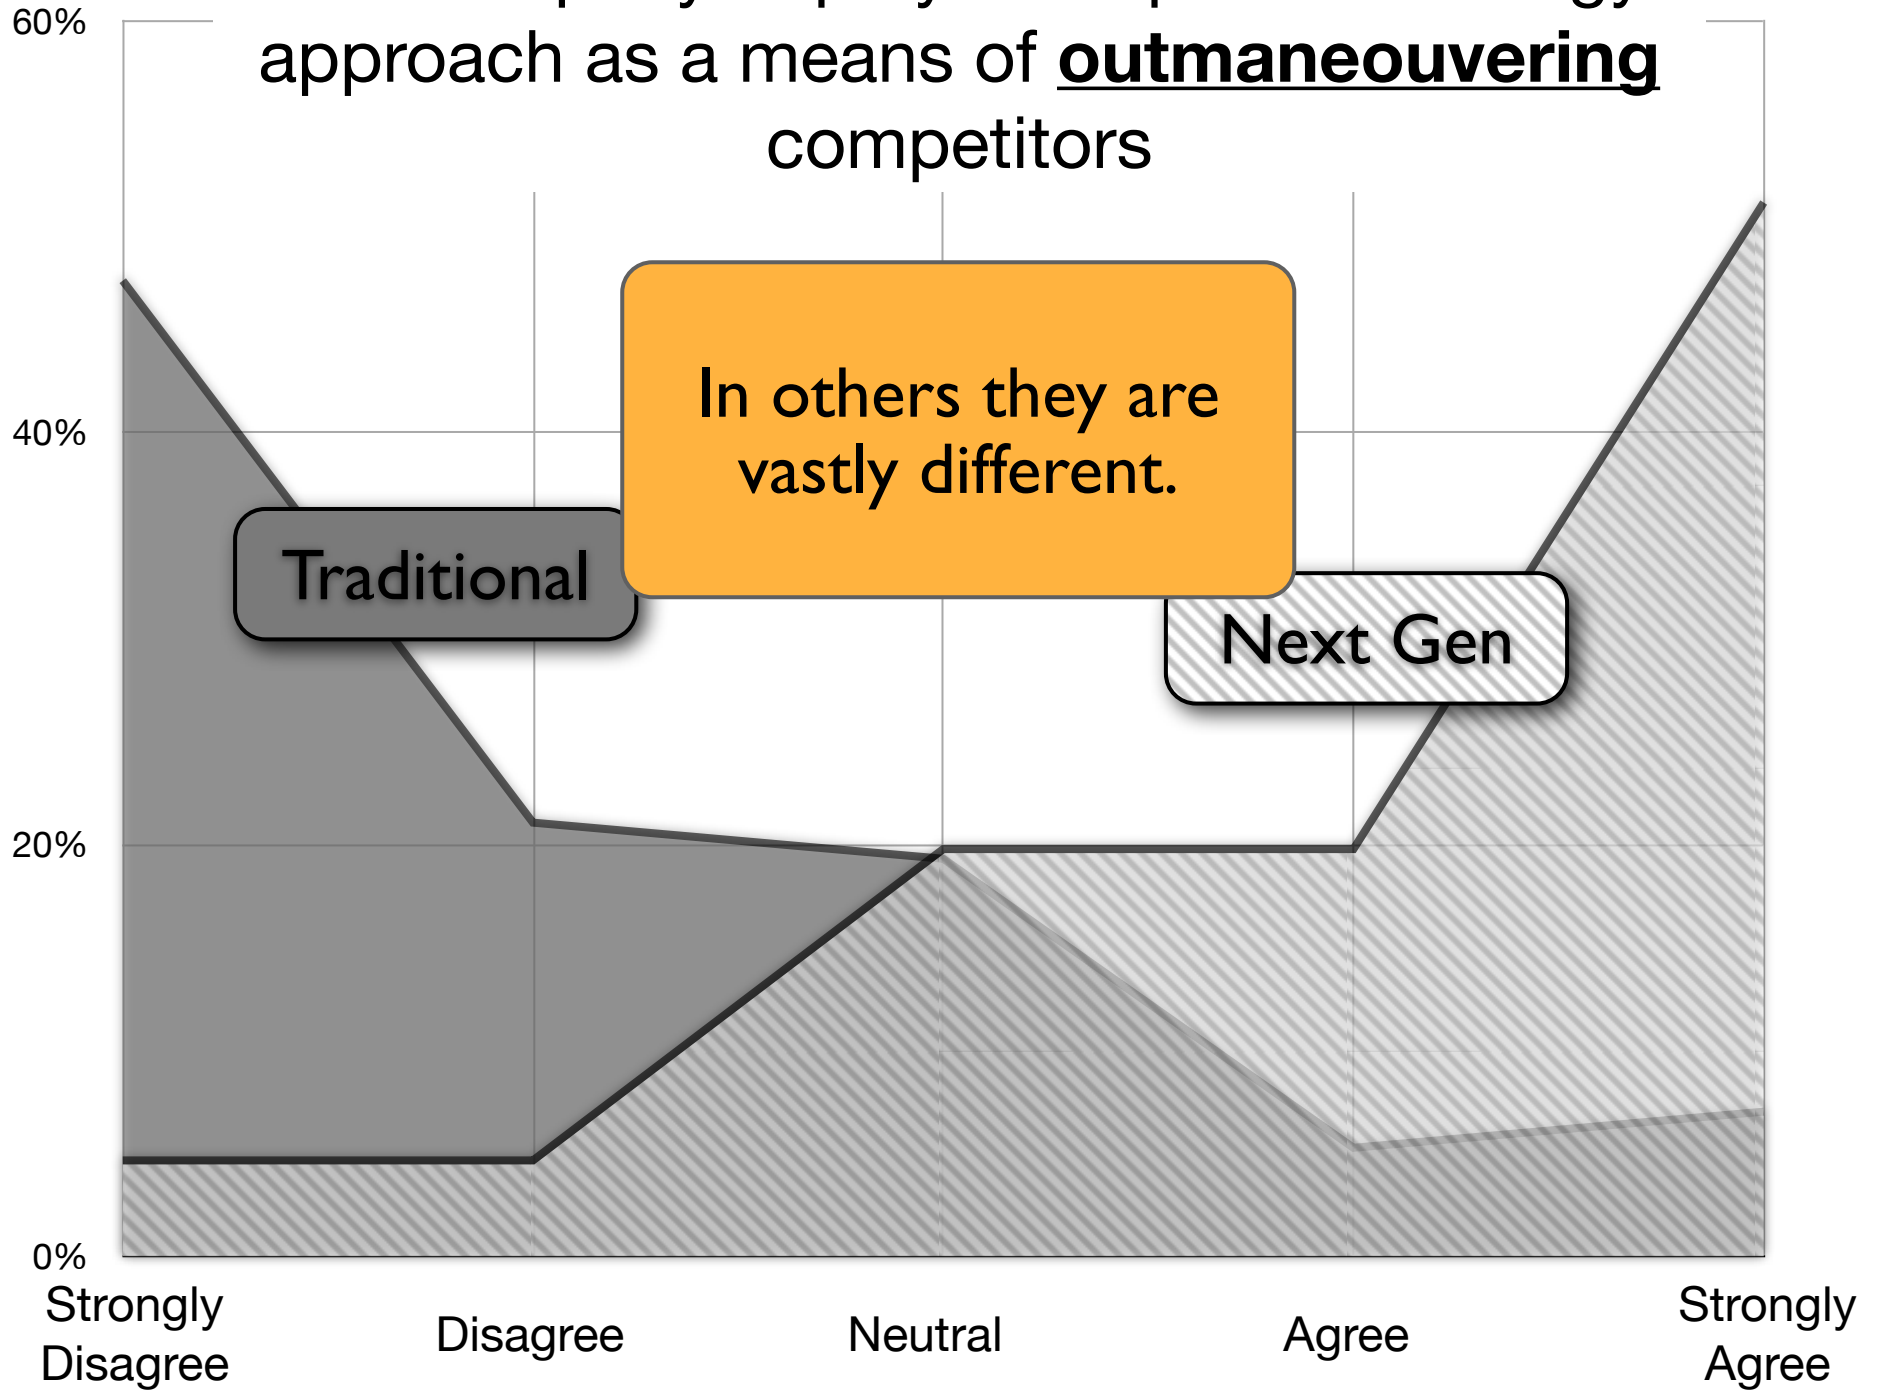 60%
approach as a means of outmaneouvering
competitors
In others they are
vastly different.
40%
Traditional
Next Gen
20%
0%
Strongly
Disagree
Disagree
Neutral
Agree
Strongly
Agree